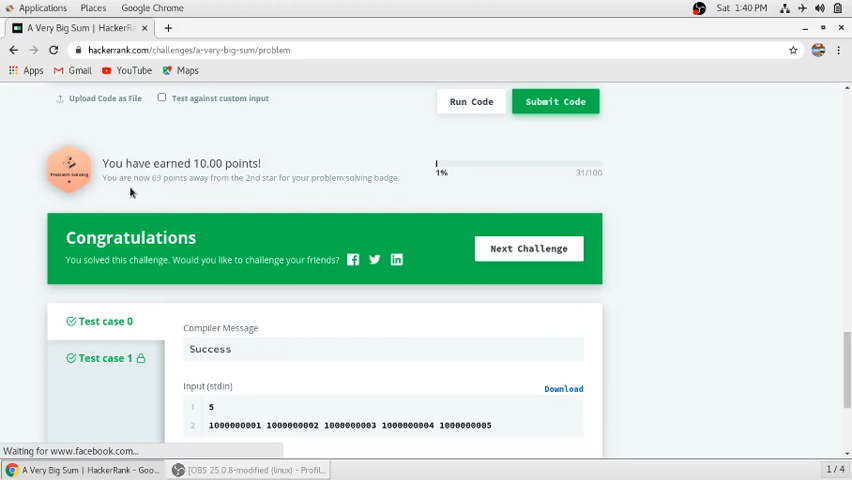 Applications Places Google Chrome Sat 1:40 PM
A Very Big Sum | HackerRa
hackerrank.com/challenges/a-very-big-sum/problem
Apps Gmail YouTube Maps
Upload Code as File Test against custom input Run Code Submit Code
Problem Solving
You have earned 10.00 points!
You are now 69 points away from the 2nd star for your problem solving badge.
1% 31/100
Congratulations
You solved this challenge. Would you like to challenge your friends?
Next Challenge
Test case 0
Test case 1
Compiler Message
Success
Input (stdin) Download
1 5
2 1000000001 1000000002 1000000003 1000000004 1000000005
Waiting for www.facebook.com...
A Very Big Sum | HackerRank - Goo... [OBS 25.0.8-modified (linux) - Profil... 1 / 4